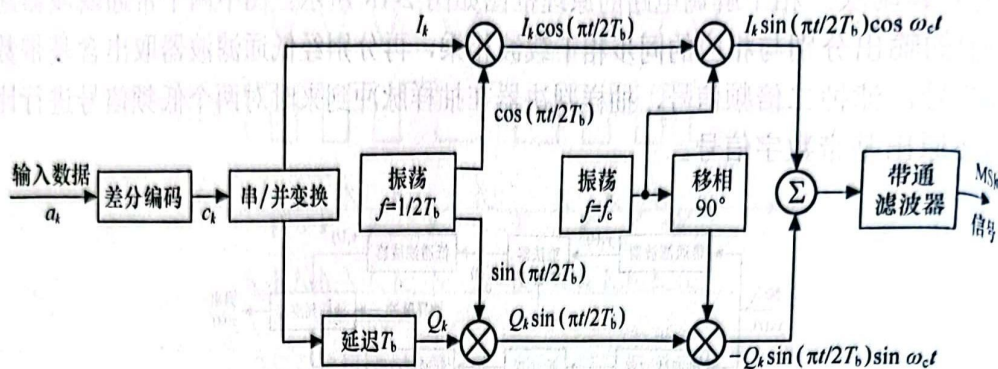 I_k
I_k cos(πt/2T_b)
I_k sin(πt/2T_b)cos ω_c t
cos(πt/2T_b)
输入数据
a_k
差分编码
c_k
串/并变换
振荡
f=1/2T_b
振荡
f=f_c
移相
90°
Σ
带通
滤波器
MSK
信号
sin(πt/2T_b)
延迟T_b
Q_k
Q_k sin(πt/2T_b)
-Q_k sin(πt/2T_b)sin ω_c t